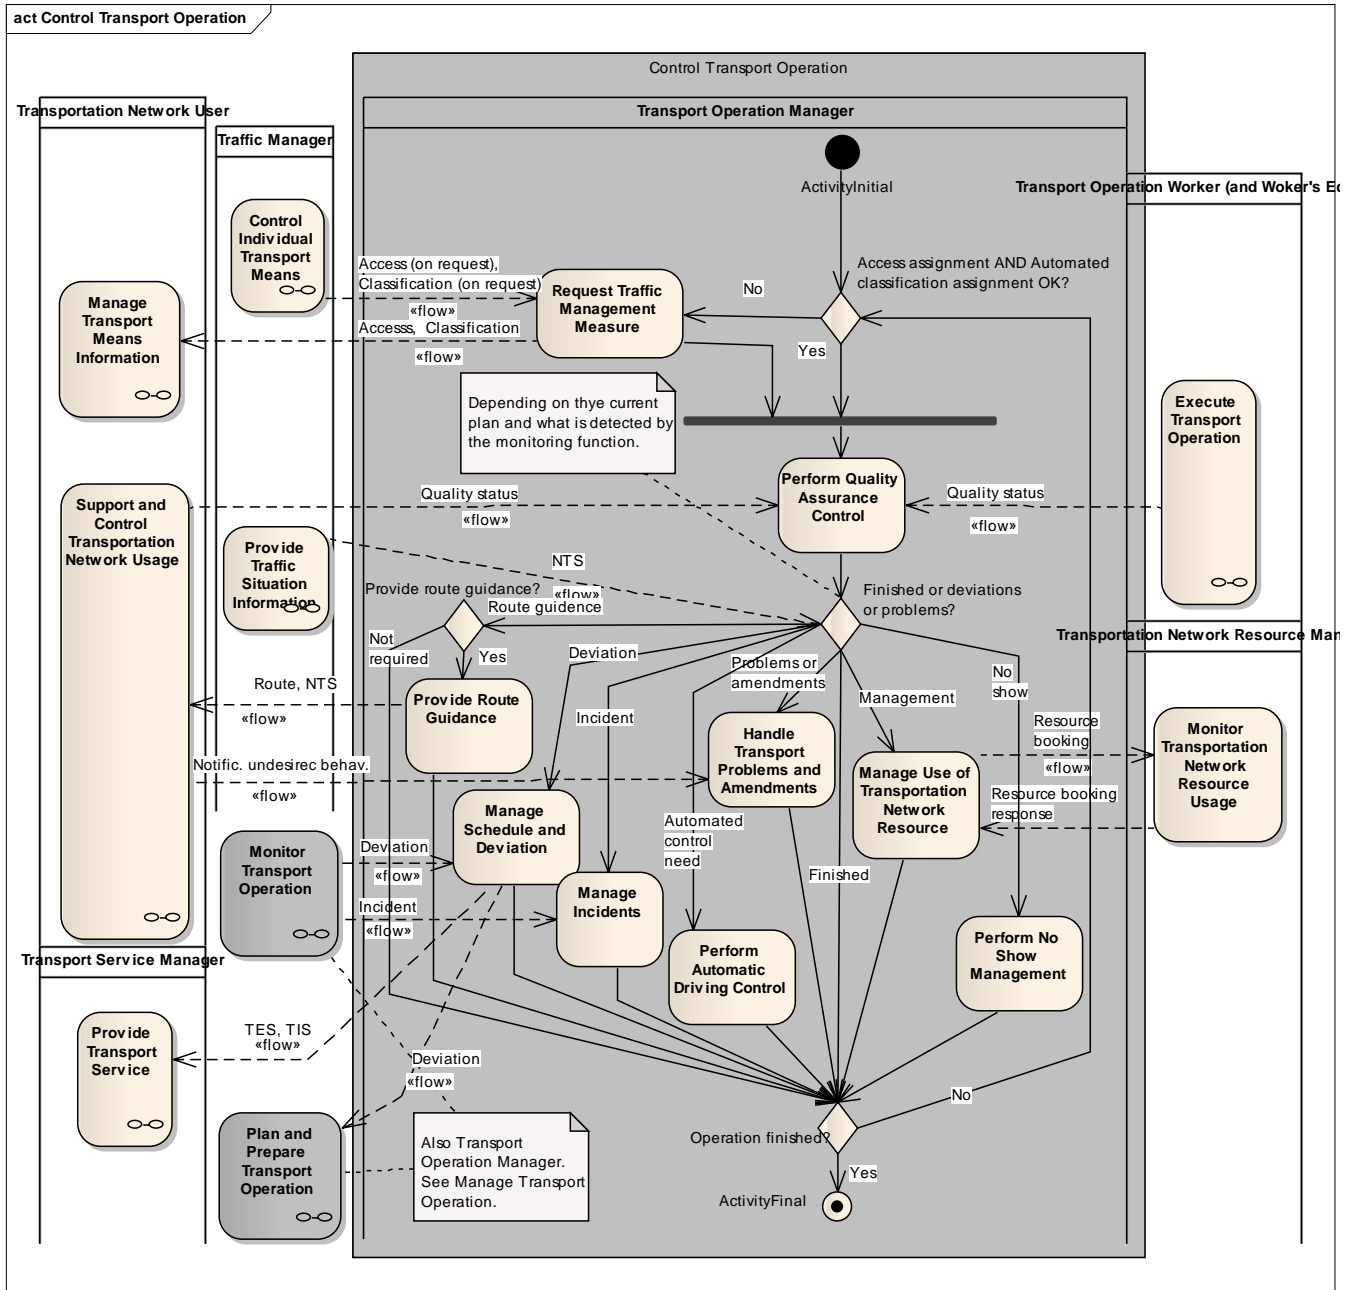 act Control Transport Operation
Control Transport Operation
Transportation Network User
Transport Operation Manager
Traffic Manager
ActivityInitial
Transport Operation Worker (and Woker's Ec
Control
Individual
Transport
Means
Access (on request),
Classification (on request)
«flow»
Accesss, Classification
«flow»
Request Traffic
Management
Measure
No
Access assignment AND Automated
classification assignment OK?
Yes
Manage
Transport
Means
Information
Depending on thye current
plan and what is detected by
the monitoring function.
Execute
Transport
Operation
Perform Quality
Assurance
Control
Quality status
«flow»
Quality status
«flow»
Support and
Control
Transportation
Network Usage
Provide
Traffic
Situation
Information
NTS
«flow»
Provide route guidance?
Route guidence
Finished or deviations
or problems?
Not
required
Yes
Deviation
Problems or
amendments
No
show
Transportation Network Resource Man
Route, NTS
«flow»
Provide Route
Guidance
Incident
Management
Handle
Transport
Problems and
Amendments
Resource
booking
«flow»
Monitor
Transportation
Network
Resource
Usage
Notific. undesirec behav.
«flow»
Manage Use of
Transportation
Network
Resource
Resource booking
response
Manage
Schedule and
Deviation
Automated
control
need
Monitor
Transport
Operation
Deviation
«flow»
Finished
Manage
Incidents
Incident
«flow»
Perform
Automatic
Driving Control
Perform No
Show
Management
Transport Service Manager
Provide
Transport
Service
TES, TIS
«flow»
Deviation
«flow»
No
Plan and
Prepare
Transport
Operation
Also Transport
Operation Manager.
See Manage Transport
Operation.
Operation finished?
Yes
ActivityFinal